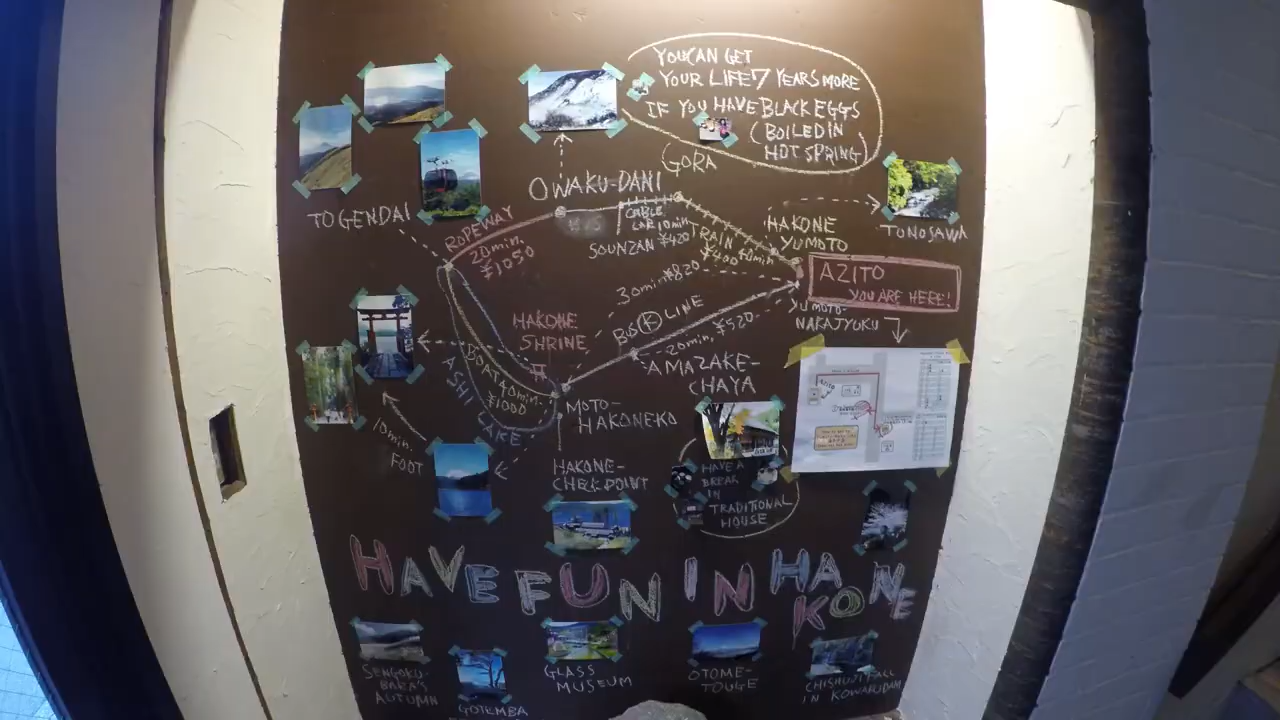 YOU CAN GET
YOUR LIFE 7 YEARS MORE
IF YOU HAVE BLACK EGGS
(BOILED IN
HOT SPRING)
GORA
OWAKU-DANI
TOGENDAI
ROPEWAY
20min.
¥1050
CABLE
CAR 10min
¥420
SOUNZAN
TRAIN 40min
¥400
HAKONE
YUMOTO
TONOSAWA
AZITO
YOU ARE HERE!
YUMOTO-
NAKAJYUKU
30min ¥820
BUS K LINE
20min, ¥520
HAKONE
SHRINE
AMAZAKE-
CHAYA
BOAT 40min.
¥1000
ASHI LAKE
MOTO-
HAKONEKO
10min.
FOOT
HAKONE-
CHECKPOINT
HAVE A
BREAK
IN
TRADITIONAL
HOUSE
HAVE FUN IN HAKONE
SENGOKU-
BARA'S
AUTUMN
GOTEMBA
GLASS
MUSEUM
OTOME-
TOUGE
IN KOWAKUDANI